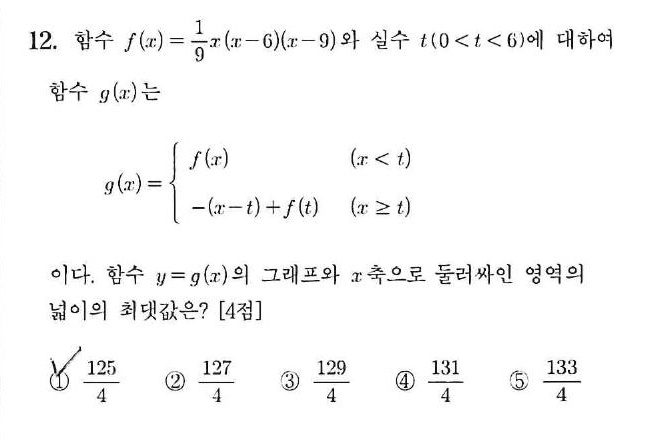 12. 함수 f(x) = 1/9 x(x-6)(x-9)와 실수 t(0 < t < 6)에 대하여
함수 g(x)는
g(x) = { f(x) (x < t)
-(x-t)+f(t) (x ≥ t)
이다. 함수 y = g(x)의 그래프와 x축으로 둘러싸인 영역의
넓이의 최댓값은? [4점]
① 125/4 ② 127/4 ③ 129/4 ④ 131/4 ⑤ 133/4